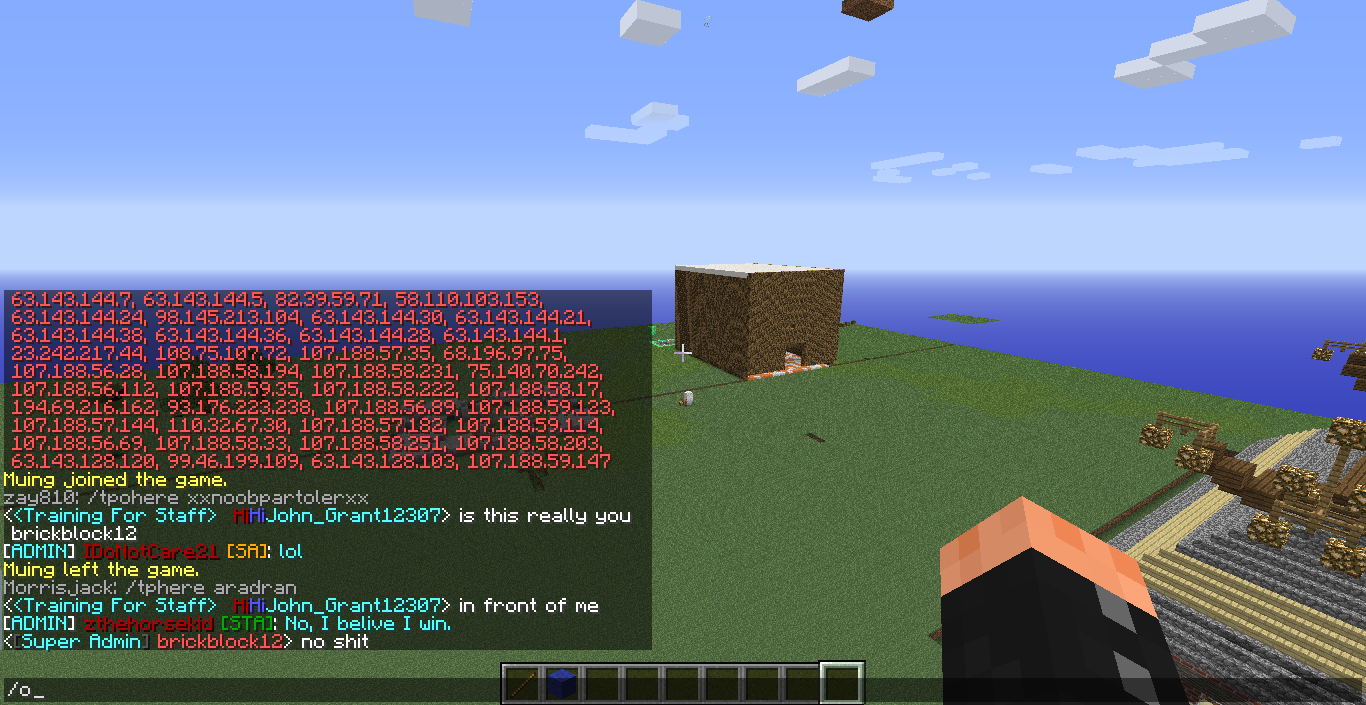 63.143.144.7, 63.143.144.5, 82.39.59.71, 58.110.103.153,
63.143.144.24, 98.145.213.104, 63.143.144.30, 63.143.144.21,
63.143.144.38, 63.143.144.36, 63.143.144.28, 63.143.144.1,
23.242.217.44, 108.75.107.72, 107.188.57.35, 68.196.97.75,
107.188.56.28, 107.188.58.194, 107.188.58.231, 75.140.70.242,
107.188.56.112, 107.188.59.35, 107.188.58.222, 107.188.58.17,
194.69.216.162, 93.176.223.238, 107.188.56.89, 107.188.59.123,
107.188.57.144, 110.32.67.30, 107.188.57.182, 107.188.59.114,
107.188.56.69, 107.188.58.33, 107.188.58.251, 107.188.58.203,
63.143.128.120, 99.46.199.109, 63.143.128.103, 107.188.59.147
Muing joined the game.
zay810: /tpohere xxnoobpartolerxx
<<Training For Staff> HiHiJohn_Grant12307> is this really you
brickblock12
[ADMIN] IDoNotCare21 [SA]: lol
Muing left the game.
Morrisjack: /tphere aradran
<<Training For Staff> HiHiJohn_Grant12307> in front of me
[ADMIN] zthehorsekid [STA]: No, I belive I win.
<[Super Admin] brickblock12> no shit
/o_